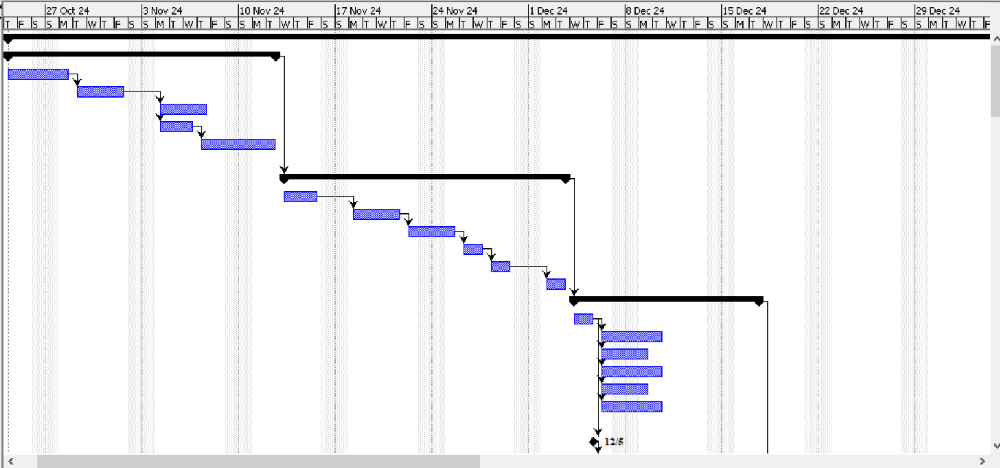 27 Oct 24 3 Nov 24 10 Nov 24 17 Nov 24 24 Nov 24 1 Dec 24 8 Dec 24 15 Dec 24 22 Dec 24 29 Dec 24
T F S S M T W T F S S M T W T F S S M T W T F S S M T W T F S S M T W T F S S M T W T F S S M T W T F S S M T W T F S S M T W T F S S M T W T F
12/5